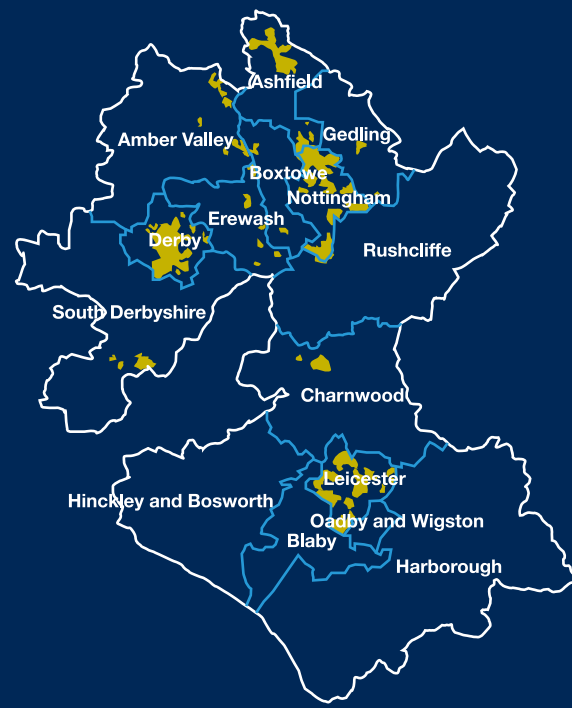 Ashfield
Gedling
Amber Valley
Boxtowe
Nottingham
Erewash
Derby
Rushcliffe
South Derbyshire
Charnwood
Leicester
Hinckley and Bosworth
Oadby and Wigston
Blaby
Harborough